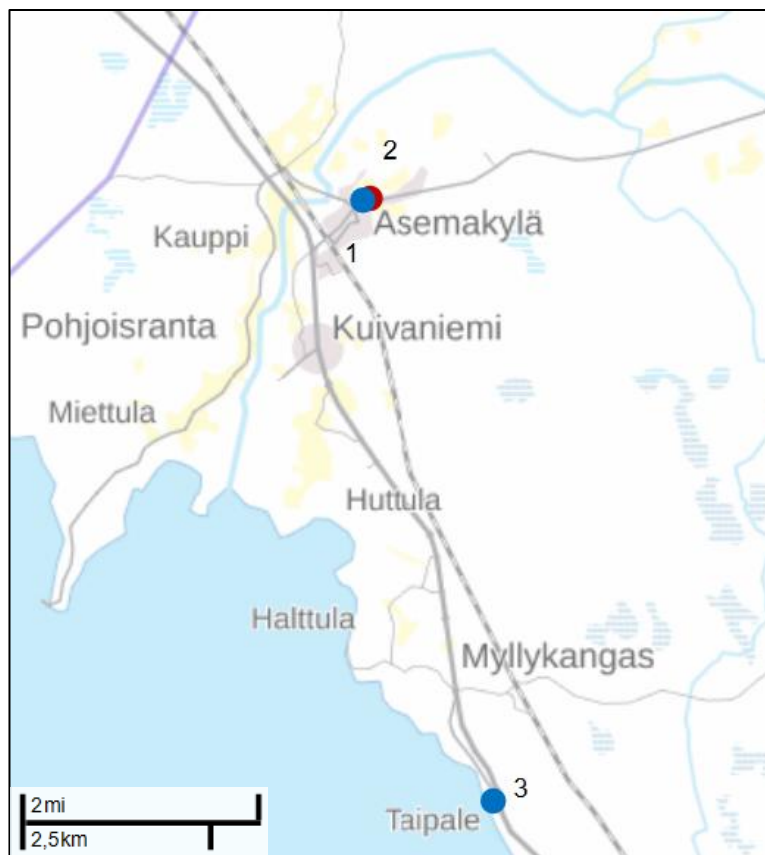 2
Asemakylä
Kauppi
1
Pohjoisranta
Kuivaniemi
Miettula
Huttula
Halttula
Myllykangas
3
Taipale
2mi
2,5km